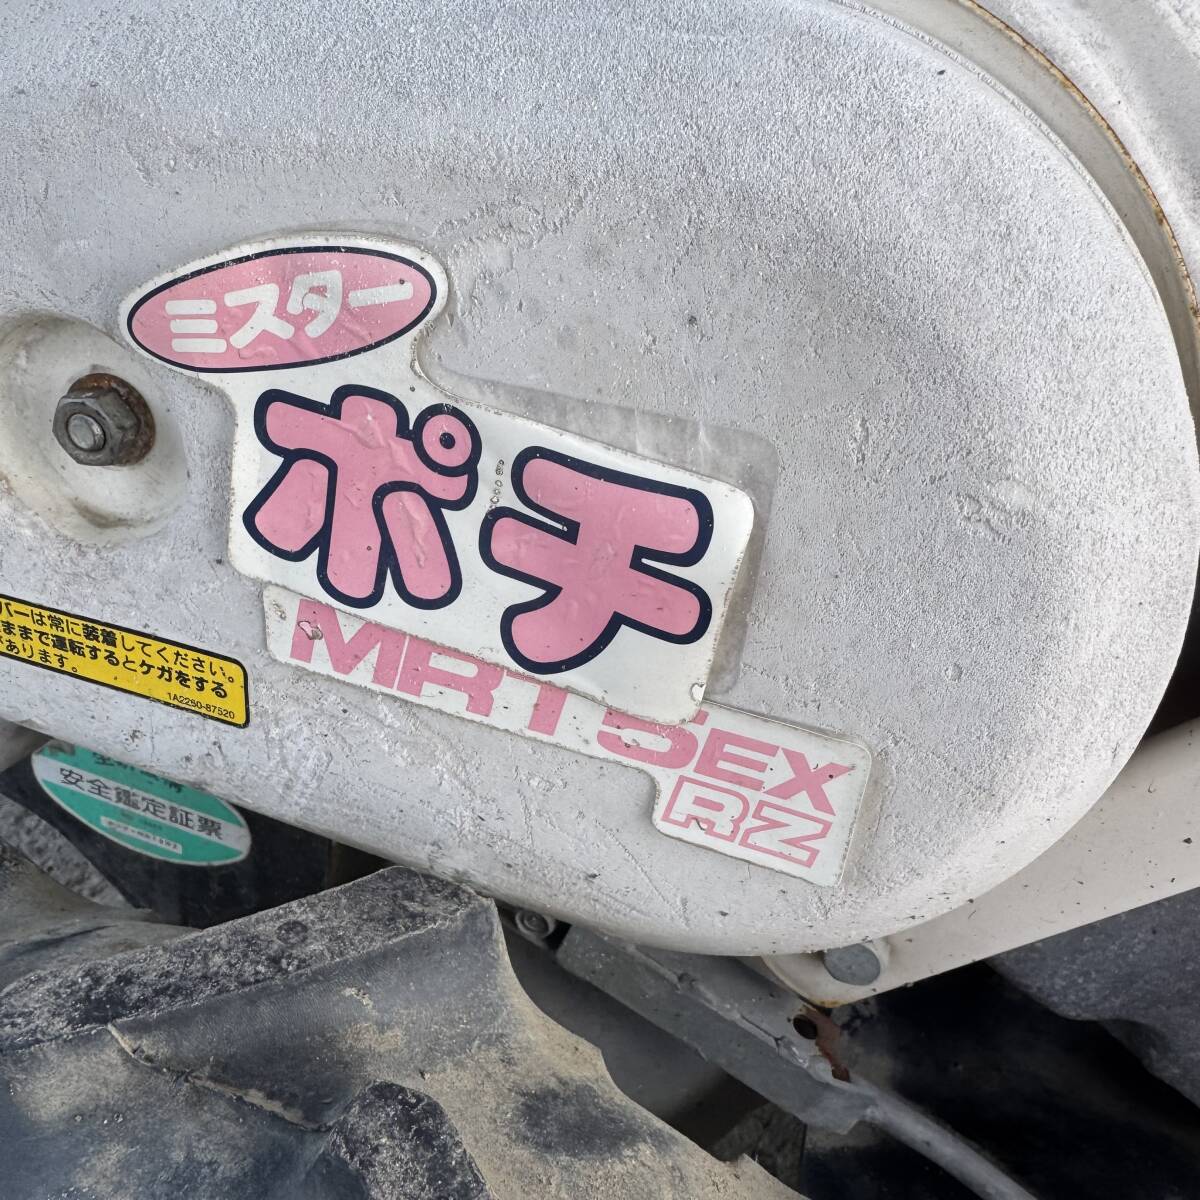 ミスター
ポチ
MRT5EX
RZ
バーは常に装着してください。
ままで運転するとケガをする
があります。
1A2260-87520
安全鑑定証票